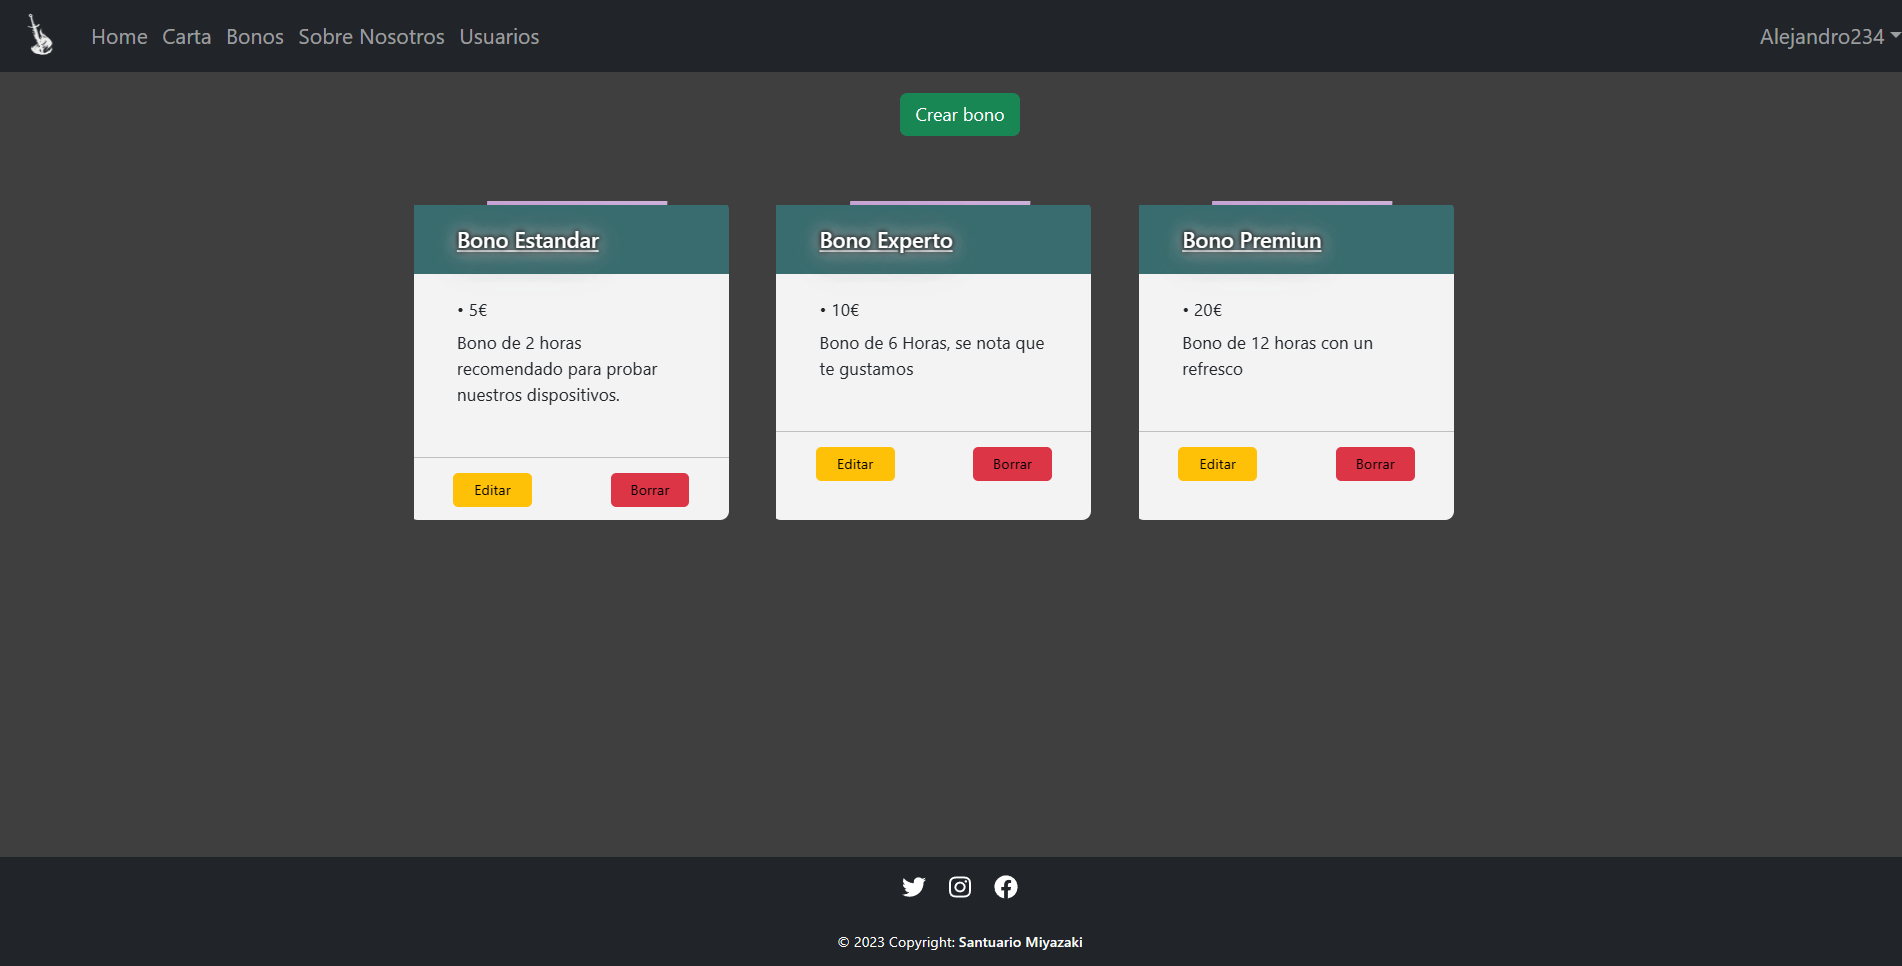 Home Carta Bonos Sobre Nosotros Usuarios Alejandro234
Crear bono
Bono Estandar
• 5€
Bono de 2 horas
recomendado para probar
nuestros dispositivos.
Editar Borrar
Bono Experto
• 10€
Bono de 6 Horas, se nota que
te gustamos
Editar Borrar
Bono Premiun
• 20€
Bono de 12 horas con un
refresco
Editar Borrar
© 2023 Copyright: Santuario Miyazaki